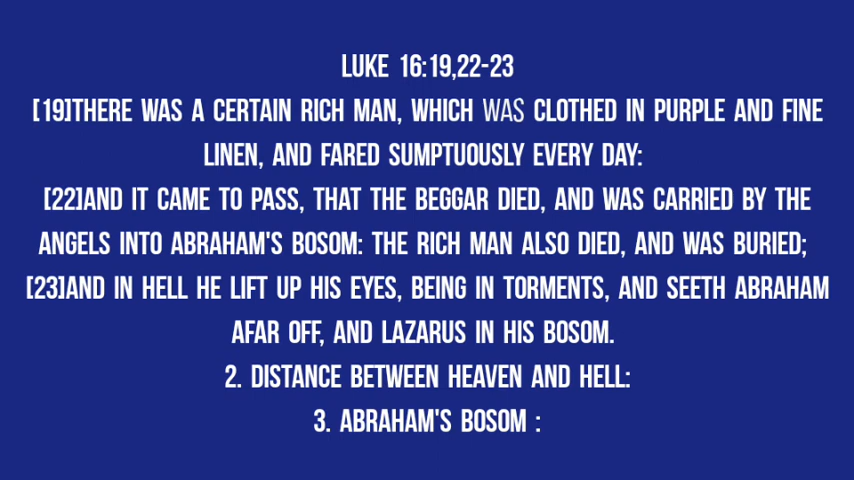 LUKE 16:19,22-23
[19]THERE WAS A CERTAIN RICH MAN, WHICH WAS CLOTHED IN PURPLE AND FINE
LINEN, AND FARED SUMPTUOUSLY EVERY DAY:
[22]AND IT CAME TO PASS, THAT THE BEGGAR DIED, AND WAS CARRIED BY THE
ANGELS INTO ABRAHAM'S BOSOM: THE RICH MAN ALSO DIED, AND WAS BURIED;
[23]AND IN HELL HE LIFT UP HIS EYES, BEING IN TORMENTS, AND SEETH ABRAHAM
AFAR OFF, AND LAZARUS IN HIS BOSOM.
2. DISTANCE BETWEEN HEAVEN AND HELL:
3. ABRAHAM'S BOSOM :